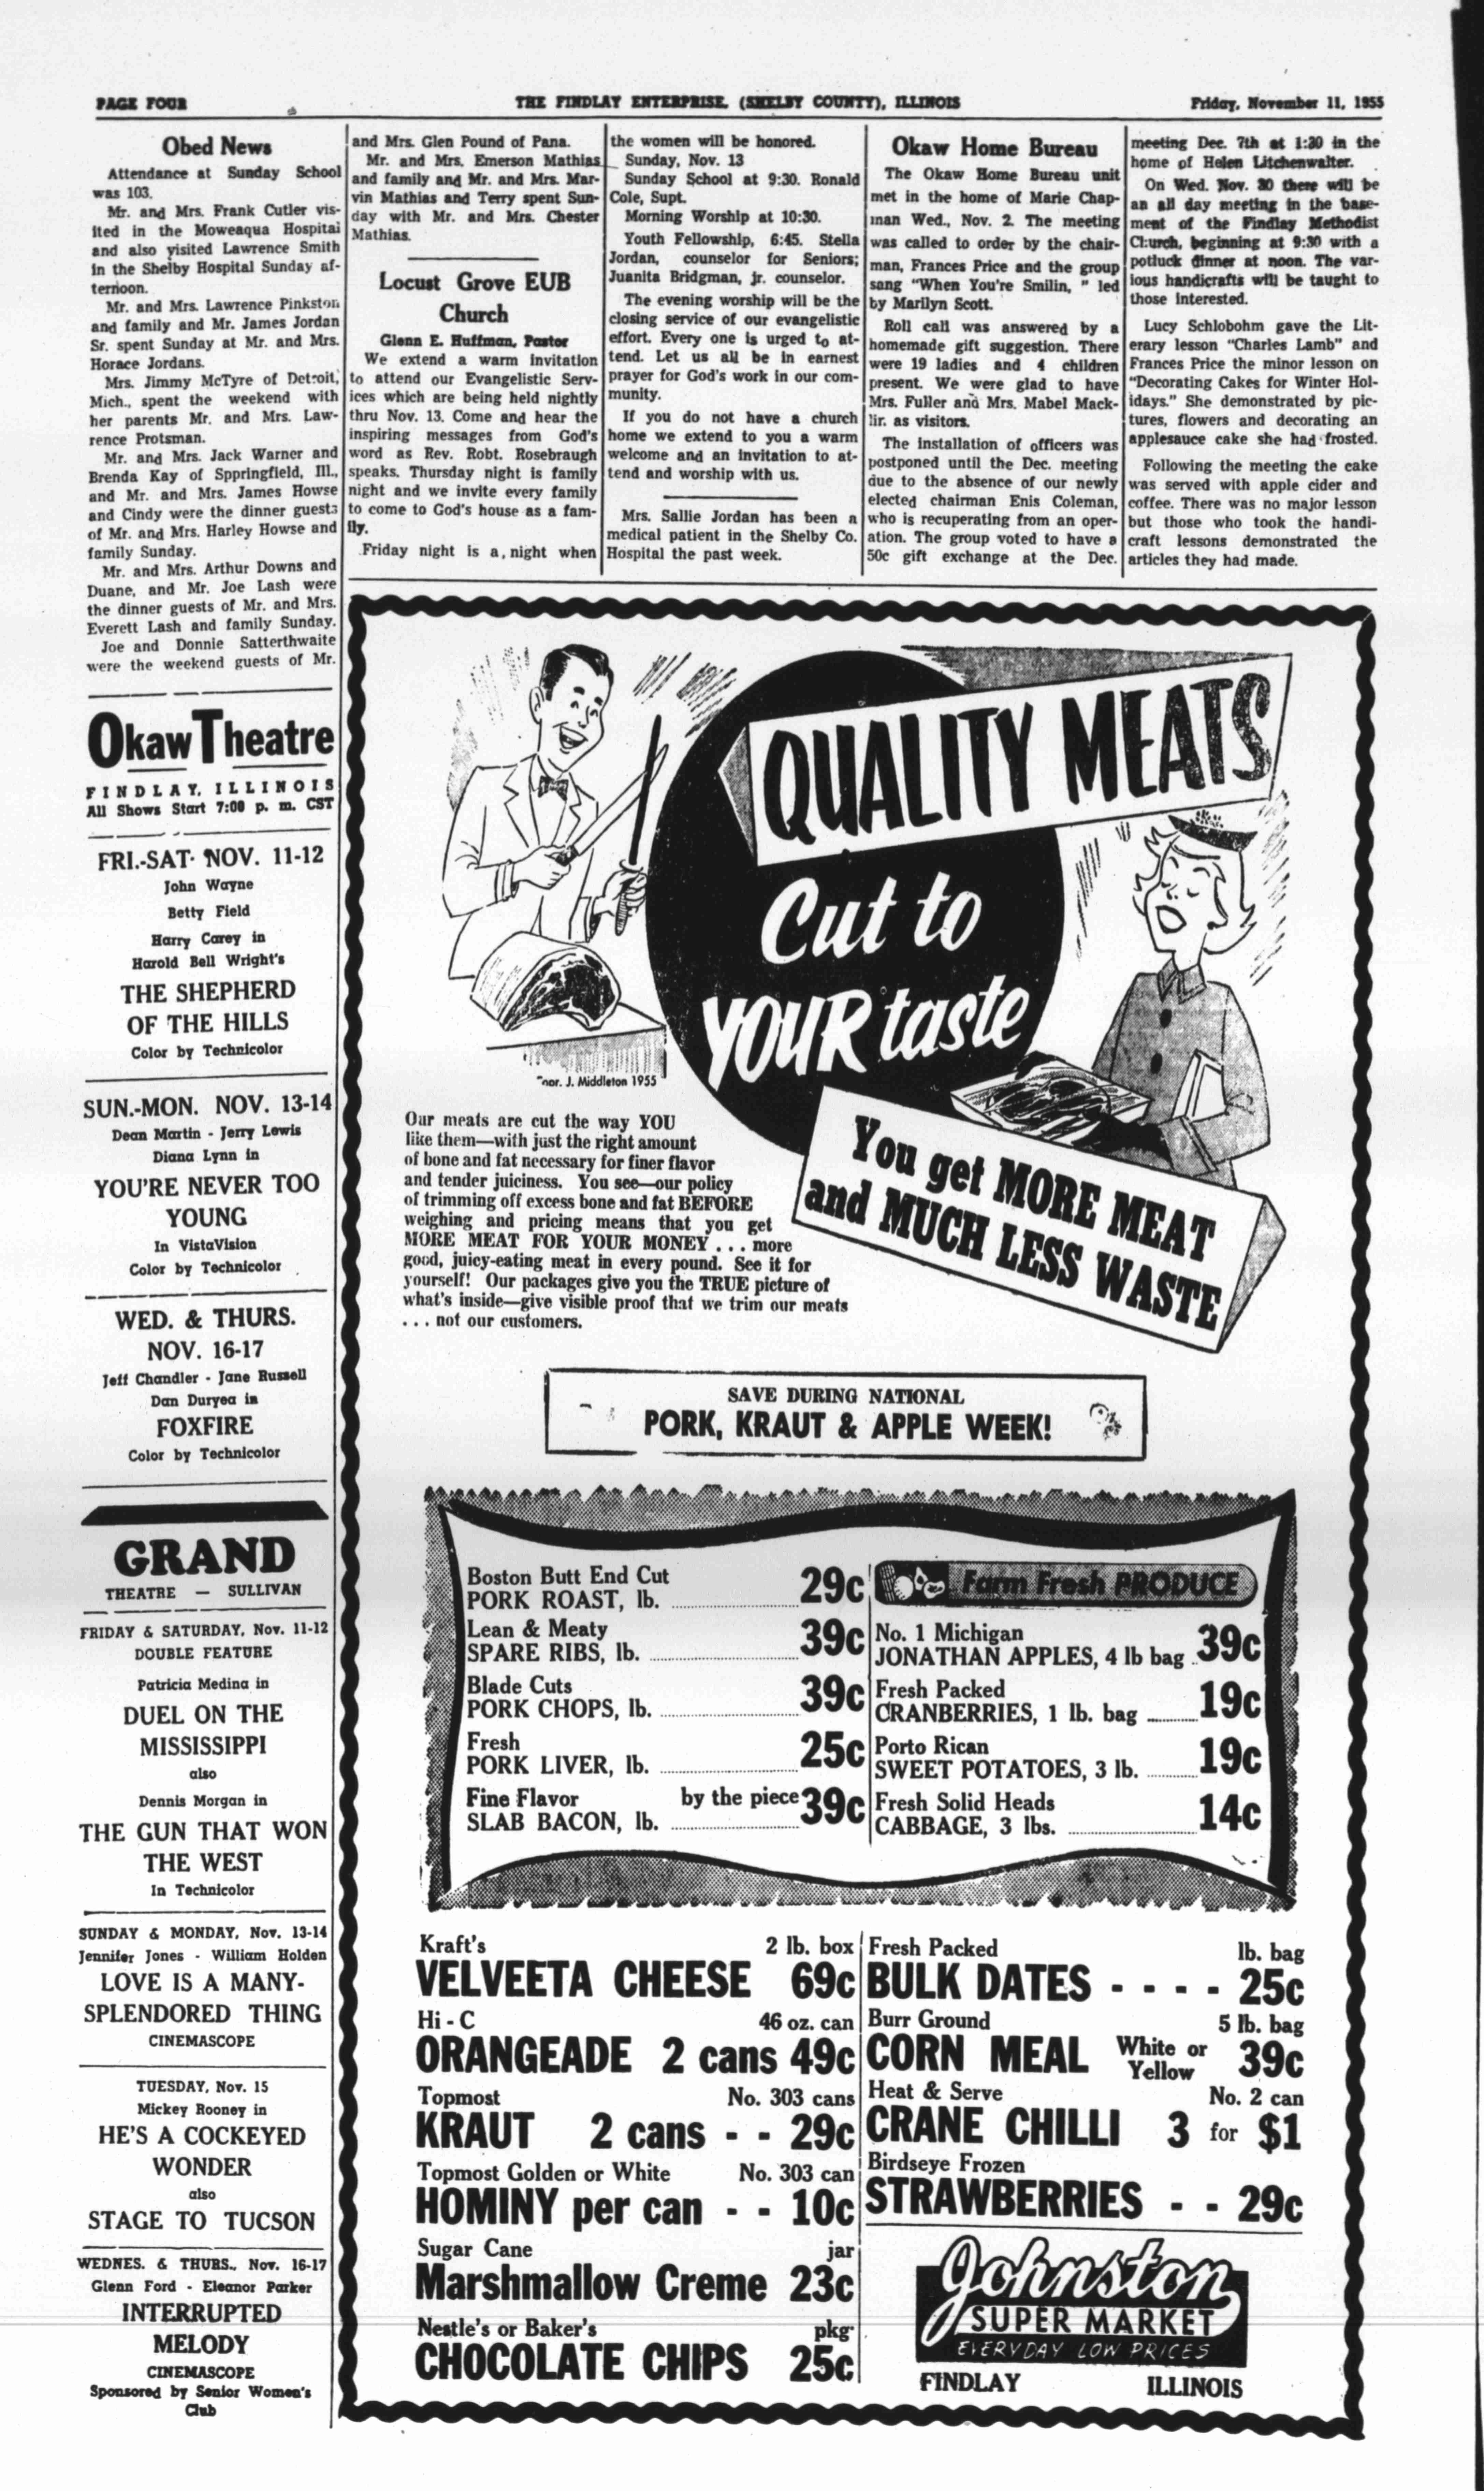 PAGE FOUR
THE FINDLAY ENTERPRISE, (SHELBY COUNTY), ILLINOIS
Friday, November 11, 1955
Obed News
Attendance at Sunday School
was 103.
Mr. and Mrs. Frank Cutler vis-
ited in the Moweaqua Hospital
and also visited Lawrence Smith
in the Shelby Hospital Sunday af-
ternoon.
Mr. and Mrs. Lawrence Pinkston
and family and Mr. James Jordan
Sr. spent Sunday at Mr. and Mrs.
Horace Jordans.
Mrs. Jimmy McTyre of Detroit,
Mich., spent the weekend with
her parents Mr. and Mrs. Law-
rence Protsman.
Mr. and Mrs. Jack Warner and
Brenda Kay of Sppringfield, Ill.,
and Mr. and Mrs. James Howse
and Cindy were the dinner guests
of Mr. and Mrs. Harley Howse and
family Sunday.
Mr. and Mrs. Arthur Downs and
Duane, and Mr. Joe Lash were
the dinner guests of Mr. and Mrs.
Everett Lash and family Sunday.
Joe and Donnie Satterthwaite
were the weekend guests of Mr.
and Mrs. Glen Pound of Pana.
Mr. and Mrs. Emerson Mathias
and family and Mr. and Mrs. Mar-
vin Mathias and Terry spent Sun-
day with Mr. and Mrs. Chester
Mathias.
Locust Grove EUB
Church
Glenn E. Huffman, Pastor
We extend a warm invitation
to attend our Evangelistic Serv-
ices which are being held nightly
thru Nov. 13. Come and hear the
inspiring messages from God's
word as Rev. Robt. Rosebraugh
speaks. Thursday night is family
night and we invite every family
to come to God's house as a fam-
ily.
Friday night is a night when
the women will be honored.
Sunday, Nov. 13
Sunday School at 9:30. Ronald
Cole, Supt.
Morning Worship at 10:30.
Youth Fellowship, 6:45. Stella
Jordan, counselor for Seniors;
Juanita Bridgman, jr. counselor.
The evening worship will be the
closing service of our evangelistic
effort. Every one is urged to at-
tend. Let us all be in earnest
prayer for God's work in our com-
munity.
If you do not have a church
home we extend to you a warm
welcome and an invitation to at-
tend and worship with us.
Mrs. Sallie Jordan has been a
medical patient in the Shelby Co.
Hospital the past week.
Okaw Home Bureau
The Okaw Home Bureau unit
met in the home of Marie Chap-
man Wed., Nov. 2. The meeting
was called to order by the chair-
man, Frances Price and the group
sang "When You're Smilin, " led
by Marilyn Scott.
Roll call was answered by a
homemade gift suggestion. There
were 19 ladies and 4 children
present. We were glad to have
Mrs. Fuller and Mrs. Mabel Mack-
lir. as visitors.
The installation of officers was
postponed until the Dec. meeting
due to the absence of our newly
elected chairman Enis Coleman,
who is recuperating from an oper-
ation. The group voted to have a
50c gift exchange at the Dec.
meeting Dec. 7th at 1:30 in the
home of Helen Litchenwalter.
On Wed. Nov. 30 there will be
an all day meeting in the base-
ment of the Findlay Methodist
Church, beginning at 9:30 with a
potluck dinner at noon. The var-
ious handicrafts will be taught to
those interested.
Lucy Schlobohm gave the Lit-
erary lesson "Charles Lamb" and
Frances Price the minor lesson on
"Decorating Cakes for Winter Hol-
idays." She demonstrated by pic-
tures, flowers and decorating an
applesauce cake she had frosted.
Following the meeting the cake
was served with apple cider and
coffee. There was no major lesson
but those who took the handi-
craft lessons demonstrated the
articles they had made.
Okaw Theatre
FINDLAY, ILLINOIS
All Shows Start 7:00 p. m. CST
FRI.-SAT. NOV. 11-12
John Wayne
Betty Field
Harry Carey in
Harold Bell Wright's
THE SHEPHERD
OF THE HILLS
Color by Technicolor
SUN.-MON. NOV. 13-14
Dean Martin - Jerry Lewis
Diana Lynn in
YOU'RE NEVER TOO
YOUNG
In VistaVision
Color by Technicolor
WED. & THURS.
NOV. 16-17
Jeff Chandler - Jane Russell
Dan Duryea in
FOXFIRE
Color by Technicolor
GRAND
THEATRE — SULLIVAN
FRIDAY & SATURDAY, Nov. 11-12
DOUBLE FEATURE
Patricia Medina in
DUEL ON THE
MISSISSIPPI
also
Dennis Morgan in
THE GUN THAT WON
THE WEST
In Technicolor
SUNDAY & MONDAY, Nov. 13-14
Jennifer Jones - William Holden
LOVE IS A MANY-
SPLENDORED THING
CINEMASCOPE
TUESDAY, Nov. 15
Mickey Rooney in
HE'S A COCKEYED
WONDER
also
STAGE TO TUCSON
WEDNES. & THURS., Nov. 16-17
Glenn Ford - Eleanor Parker
INTERRUPTED
MELODY
CINEMASCOPE
Sponsored by Senior Women's
Club
QUALITY MEATS
Cut to
YOUR taste
J. Middleton 1955
You get MORE MEAT
and MUCH LESS WASTE
Our meats are cut the way YOU
like them—with just the right amount
of bone and fat necessary for finer flavor
and tender juiciness. You see—our policy
of trimming off excess bone and fat BEFORE
weighing and pricing means that you get
MORE MEAT FOR YOUR MONEY . . . more
good, juicy-eating meat in every pound. See it for
yourself! Our packages give you the TRUE picture of
what's inside—give visible proof that we trim our meats
. . . not our customers.
SAVE DURING NATIONAL
PORK, KRAUT & APPLE WEEK!
Boston Butt End Cut
PORK ROAST, lb. 29c
Lean & Meaty
SPARE RIBS, lb. 39c
Blade Cuts
PORK CHOPS, lb. 39c
Fresh
PORK LIVER, lb. 25c
Fine Flavor by the piece
SLAB BACON, lb. 39c
Farm Fresh PRODUCE
No. 1 Michigan
JONATHAN APPLES, 4 lb bag 39c
Fresh Packed
CRANBERRIES, 1 lb. bag 19c
Porto Rican
SWEET POTATOES, 3 lb. 19c
Fresh Solid Heads
CABBAGE, 3 lbs. 14c
Kraft's 2 lb. box
VELVEETA CHEESE 69c
Hi - C 46 oz. can
ORANGEADE 2 cans 49c
Topmost No. 303 cans
KRAUT 2 cans - - 29c
Topmost Golden or White No. 303 can
HOMINY per can - - 10c
Sugar Cane jar
Marshmallow Creme 23c
Nestle's or Baker's pkg.
CHOCOLATE CHIPS 25c
Fresh Packed lb. bag
BULK DATES - - - - 25c
Burr Ground 5 lb. bag
CORN MEAL White or Yellow 39c
Heat & Serve No. 2 can
CRANE CHILLI 3 for $1
Birdseye Frozen
STRAWBERRIES - - 29c
Johnston
SUPER MARKET
EVERYDAY LOW PRICES
FINDLAY ILLINOIS